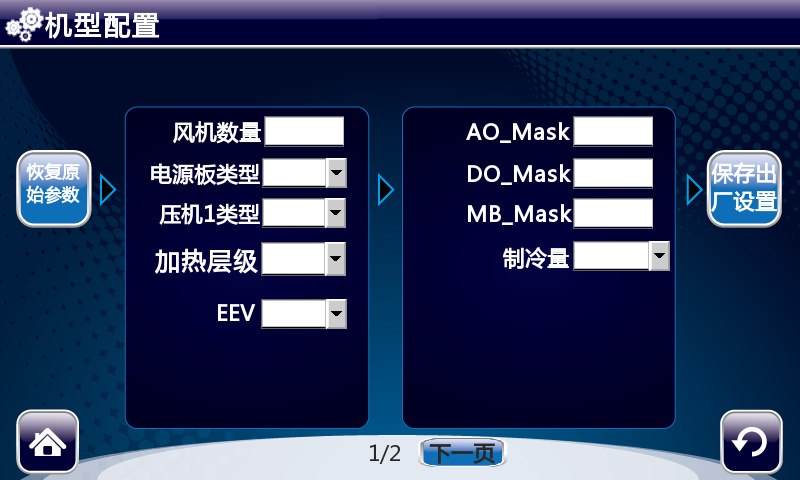 机型配置
恢复原
始参数
风机数量
电源板类型
压机1类型
加热层级
EEV
AO_Mask
DO_Mask
MB_Mask
制冷量
保存出
厂设置
1/2
下一页